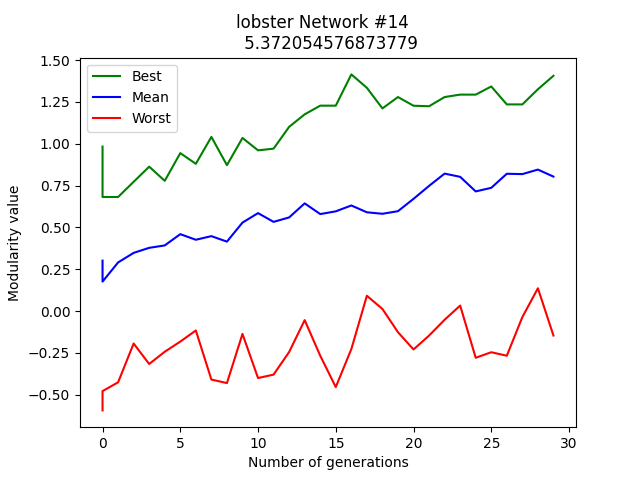 lobster Network #14
5.372054576873779
1.50
1.25
1.00
0.75
0.50
0.25
0.00
−0.25
−0.50
Modularity value
Best
Mean
Worst
0 5 10 15 20 25 30
Number of generations